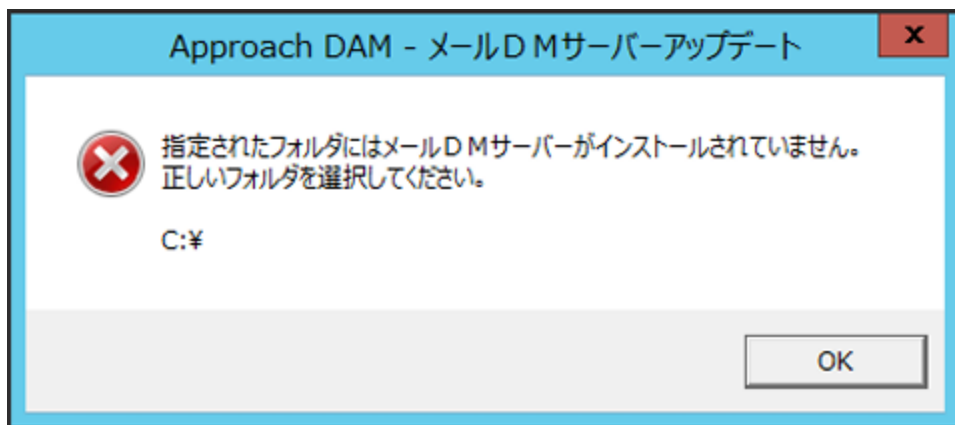 Approach DAM - メールＤＭサーバーアップデート
x
指定されたフォルダにはメールＤＭサーバーがインストールされていません。
正しいフォルダを選択してください。
C:¥
OK